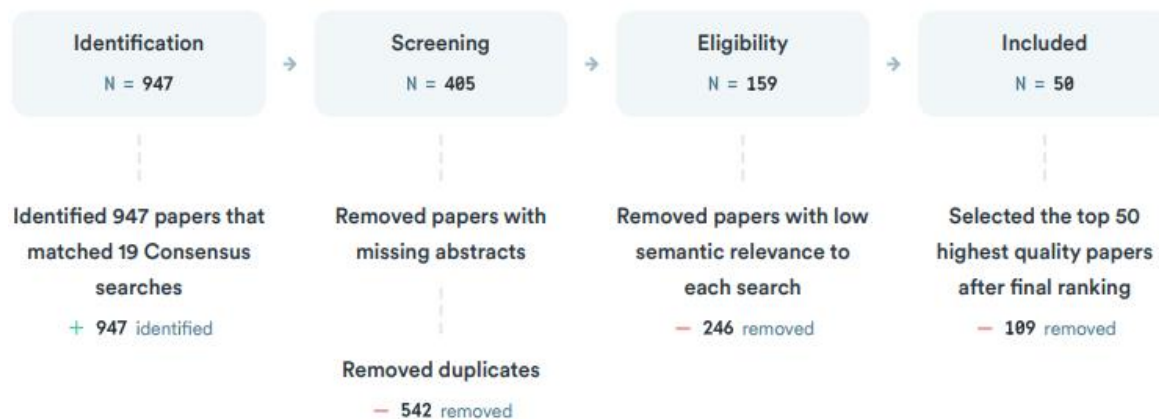 Identification
N = 947
Screening
N = 405
Eligibility
N = 159
Included
N = 50
Identified 947 papers that
matched 19 Consensus
searches
+ 947 identified
Removed papers with
missing abstracts
Removed duplicates
− 542 removed
Removed papers with low
semantic relevance to
each search
− 246 removed
Selected the top 50
highest quality papers
after final ranking
− 109 removed